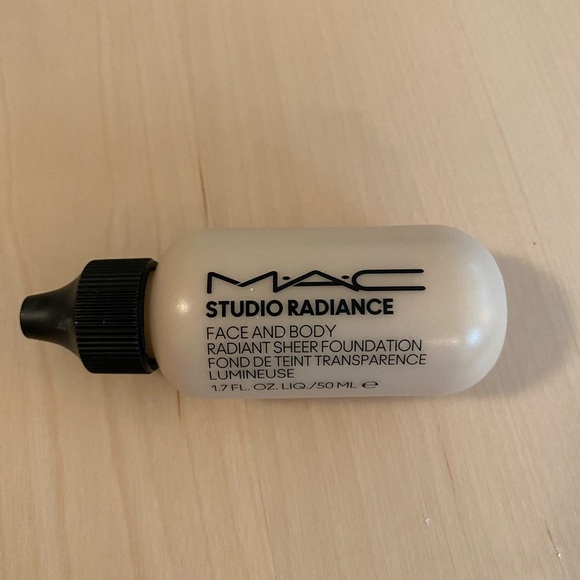 M·A·C
STUDIO RADIANCE
FACE AND BODY
RADIANT SHEER FOUNDATION
FOND DE TEINT TRANSPARENCE
LUMINEUSE
1.7 FL. OZ. LIQ./50 ML ℮